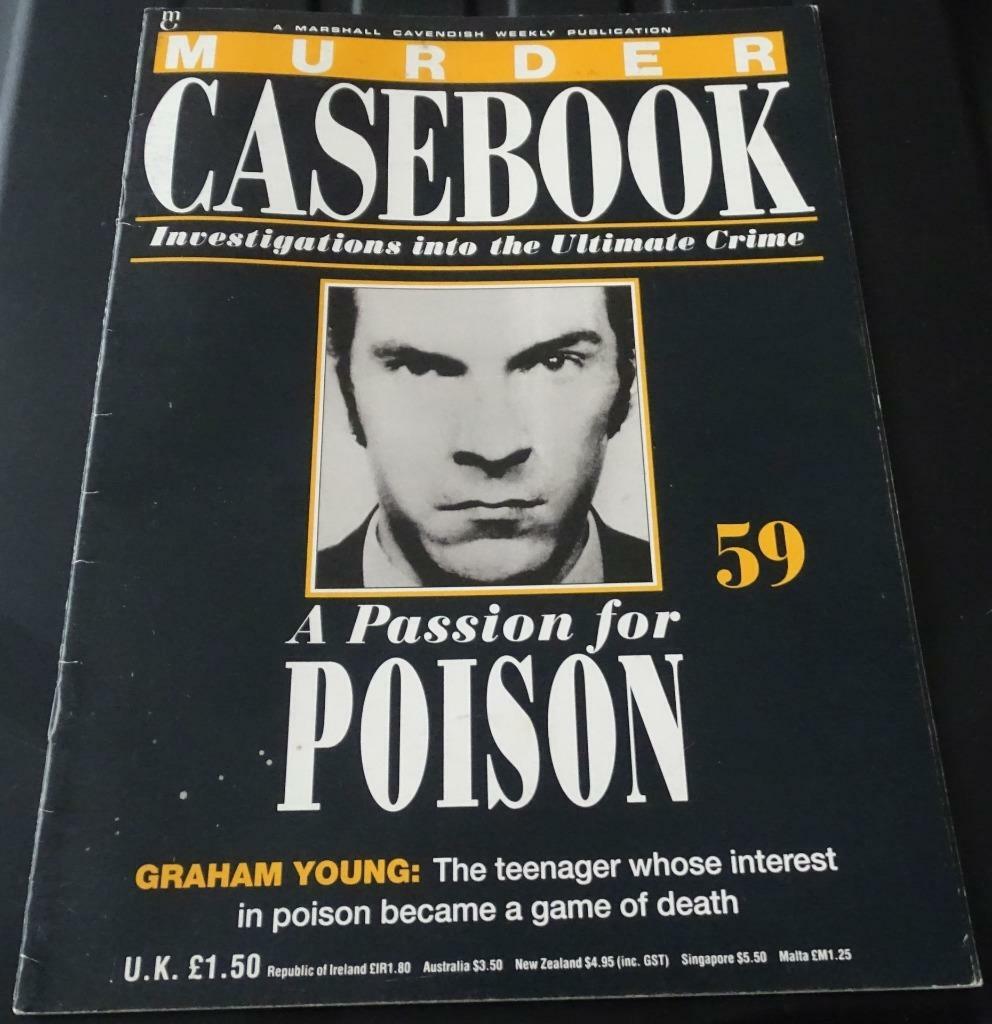 mc
A MARSHALL CAVENDISH WEEKLY PUBLICATION
MURDER
CASEBOOK
Investigations into the Ultimate Crime
59
A Passion for
POISON
GRAHAM YOUNG: The teenager whose interest
in poison became a game of death
U.K. £1.50 Republic of Ireland £IR1.80 Australia $3.50 New Zealand $4.95 (inc. GST) Singapore $5.50 Malta £M1.25